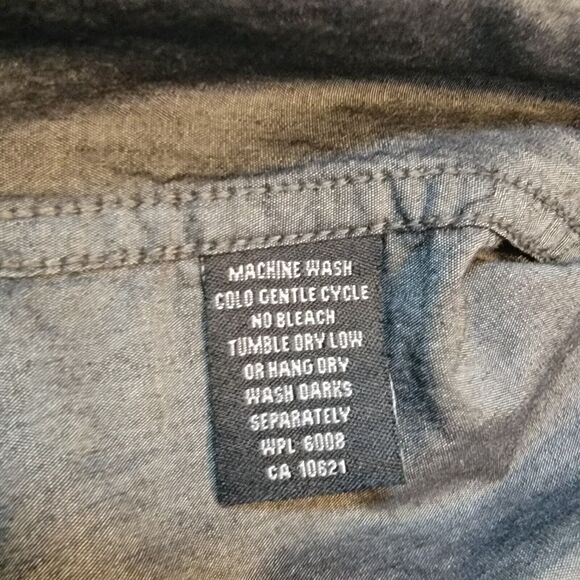 MACHINE WASH
COLD GENTLE CYCLE
NO BLEACH
TUMBLE DRY LOW
OR HANG DRY
WASH DARKS
SEPARATELY
WPL 6008
CA 10621